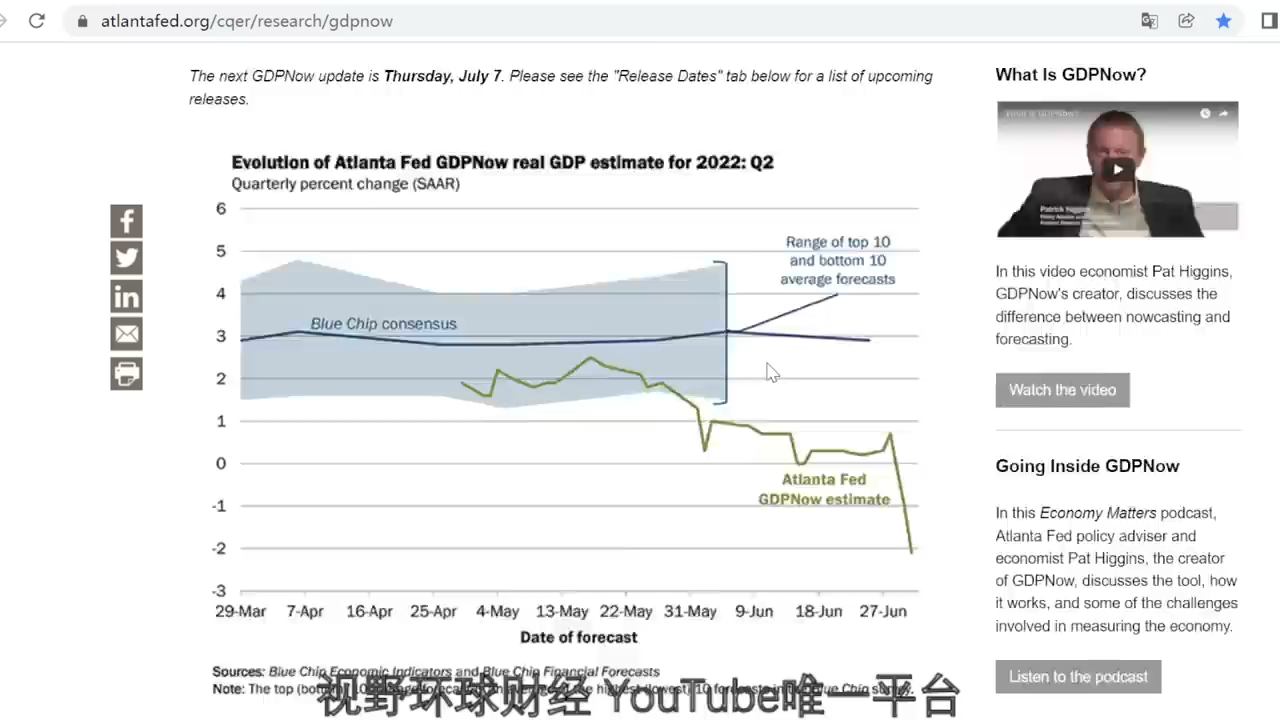 atlantafed.org/cqer/research/gdpnow
The next GDPNow update is Thursday, July 7. Please see the "Release Dates" tab below for a list of upcoming
releases.
Evolution of Atlanta Fed GDPNow real GDP estimate for 2022: Q2
Quarterly percent change (SAAR)
6
5
4
3
2
1
0
-1
-2
-3
Range of top 10
and bottom 10
average forecasts
Blue Chip consensus
Atlanta Fed
GDPNow estimate
29-Mar 7-Apr 16-Apr 25-Apr 4-May 13-May 22-May 31-May 9-Jun 18-Jun 27-Jun
Date of forecast
Sources: Blue Chip Economic Indicators and Blue Chip Financial Forecasts
Note: The top (bottom) 10
视野环球财经 YouTube唯一平台
What Is GDPNow?
What is GDPNow?
Patrick Higgins
In this video economist Pat Higgins,
GDPNow's creator, discusses the
difference between nowcasting and
forecasting.
Watch the video
Going Inside GDPNow
In this Economy Matters podcast,
Atlanta Fed policy adviser and
economist Pat Higgins, the creator
of GDPNow, discusses the tool, how
it works, and some of the challenges
involved in measuring the economy.
Listen to the podcast